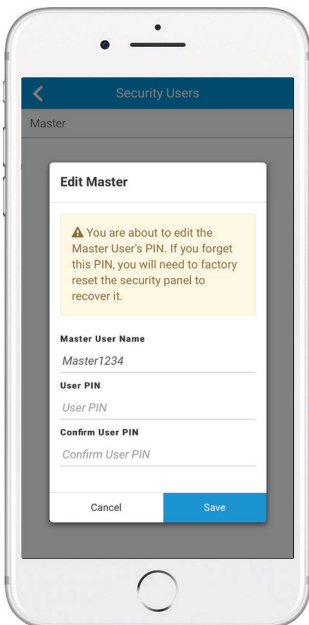 Security Users
Master
Edit Master
You are about to edit the
Master User's PIN. If you forget
this PIN, you will need to factory
reset the security panel to
recover it.
Master User Name
Master1234
User PIN
User PIN
Confirm User PIN
Confirm User PIN
Cancel Save